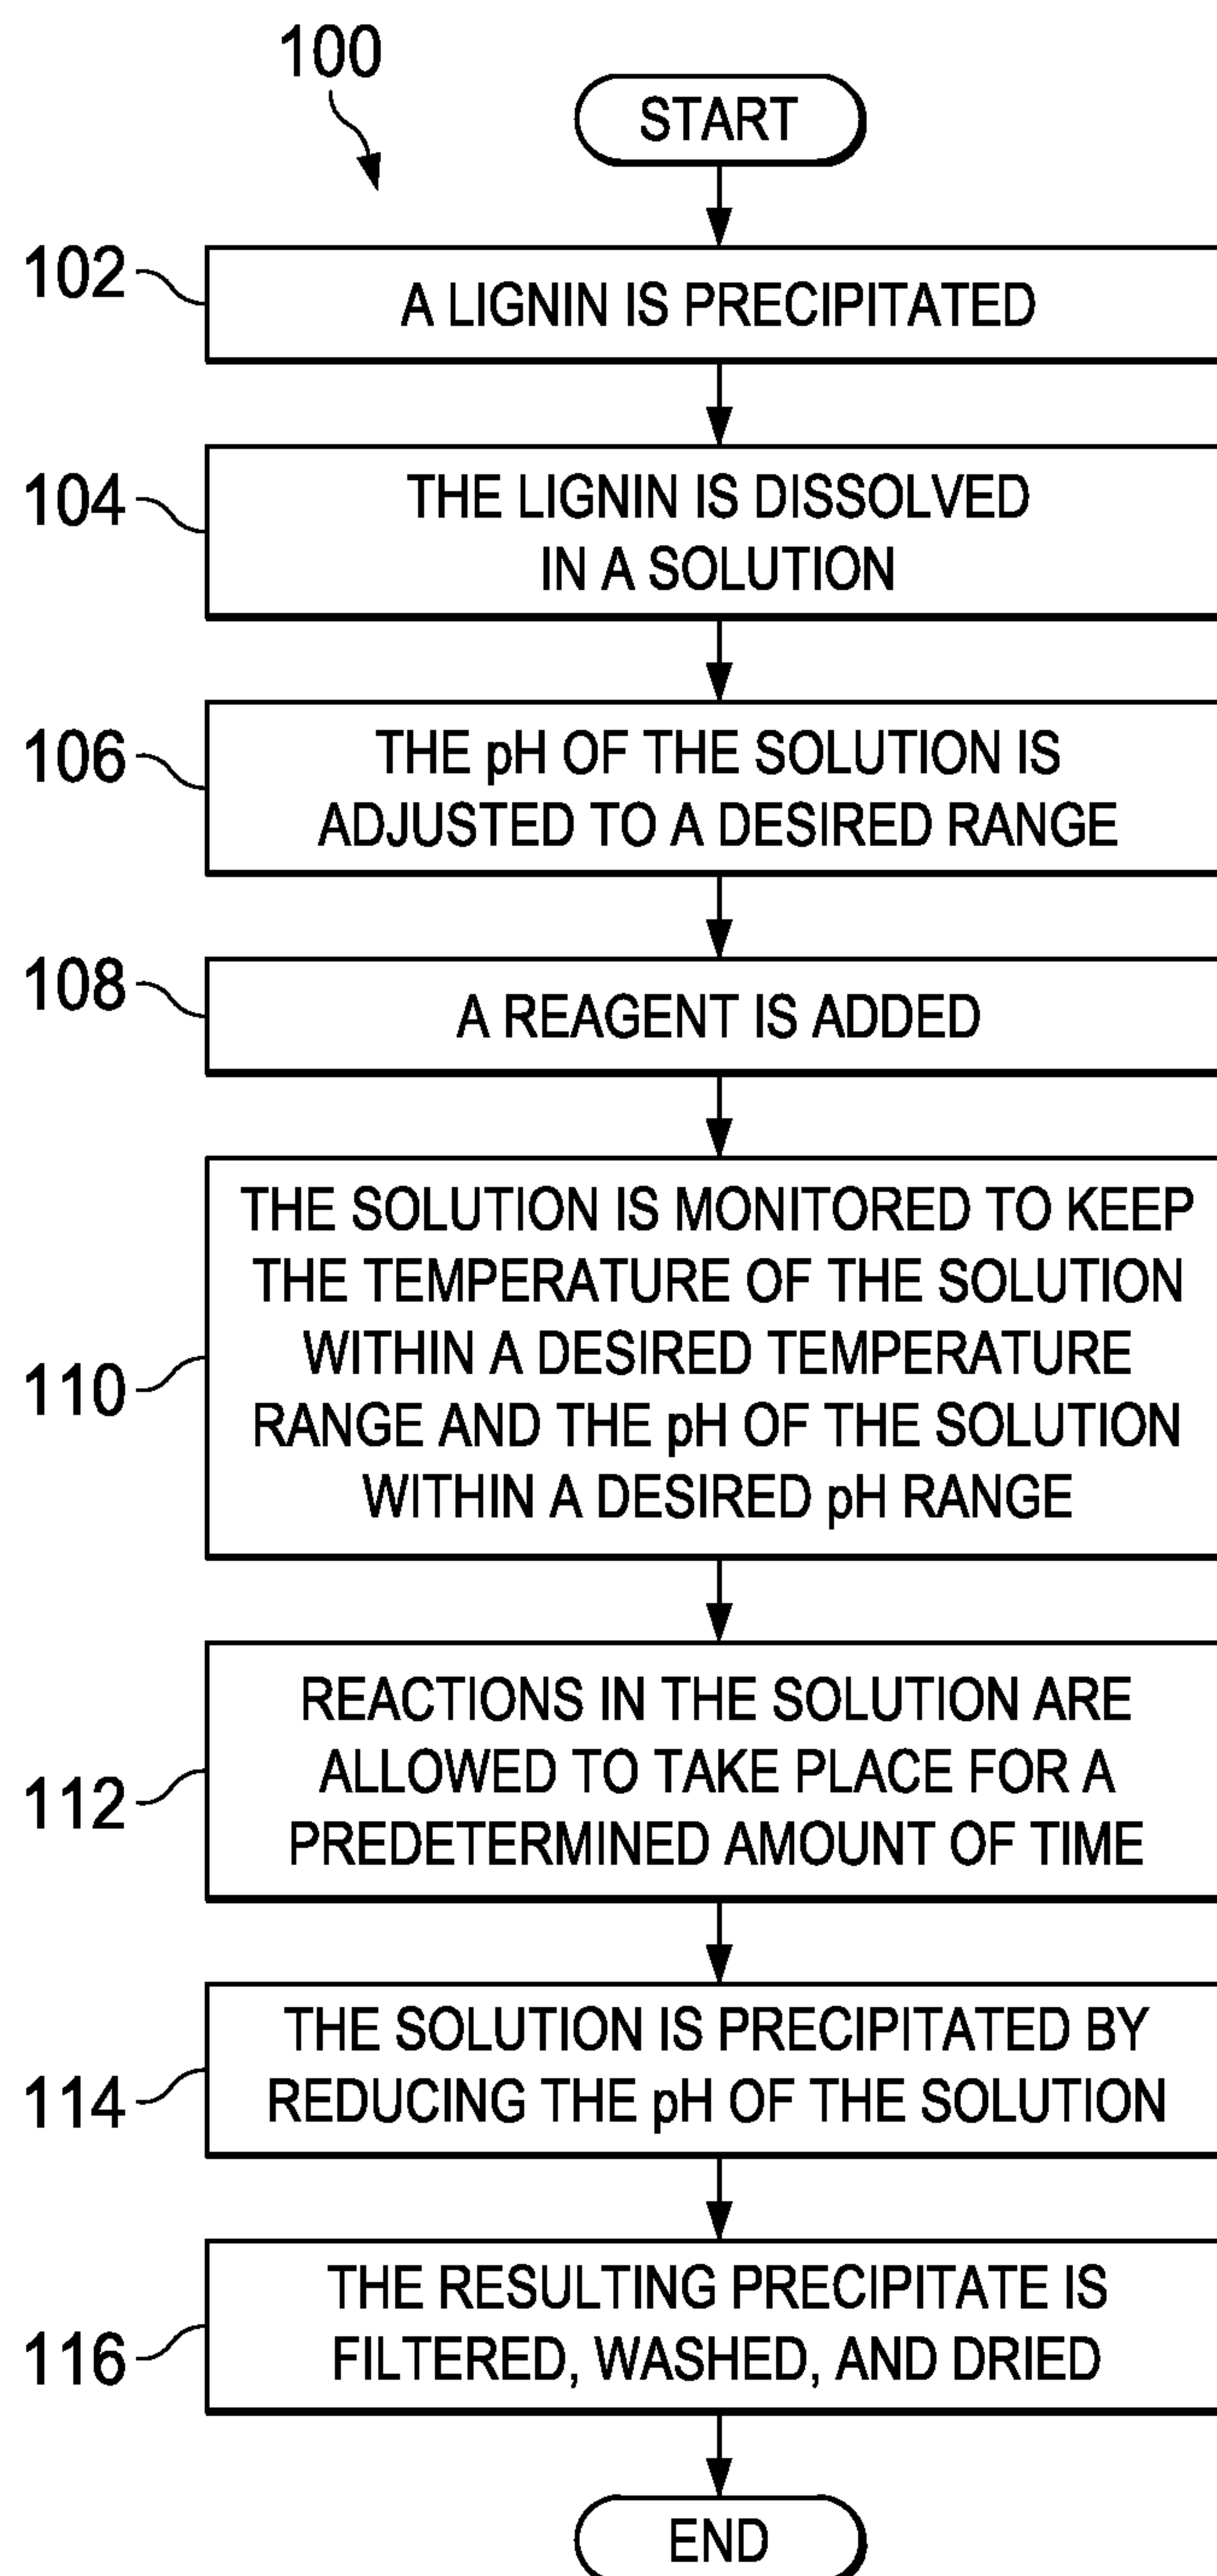 100
START
102
A LIGNIN IS PRECIPITATED
104
THE LIGNIN IS DISSOLVED
IN A SOLUTION
106
THE pH OF THE SOLUTION IS
ADJUSTED TO A DESIRED RANGE
108
A REAGENT IS ADDED
110
THE SOLUTION IS MONITORED TO KEEP
THE TEMPERATURE OF THE SOLUTION
WITHIN A DESIRED TEMPERATURE
RANGE AND THE pH OF THE SOLUTION
WITHIN A DESIRED pH RANGE
112
REACTIONS IN THE SOLUTION ARE
ALLOWED TO TAKE PLACE FOR A
PREDETERMINED AMOUNT OF TIME
114
THE SOLUTION IS PRECIPITATED BY
REDUCING THE pH OF THE SOLUTION
116
THE RESULTING PRECIPITATE IS
FILTERED, WASHED, AND DRIED
END